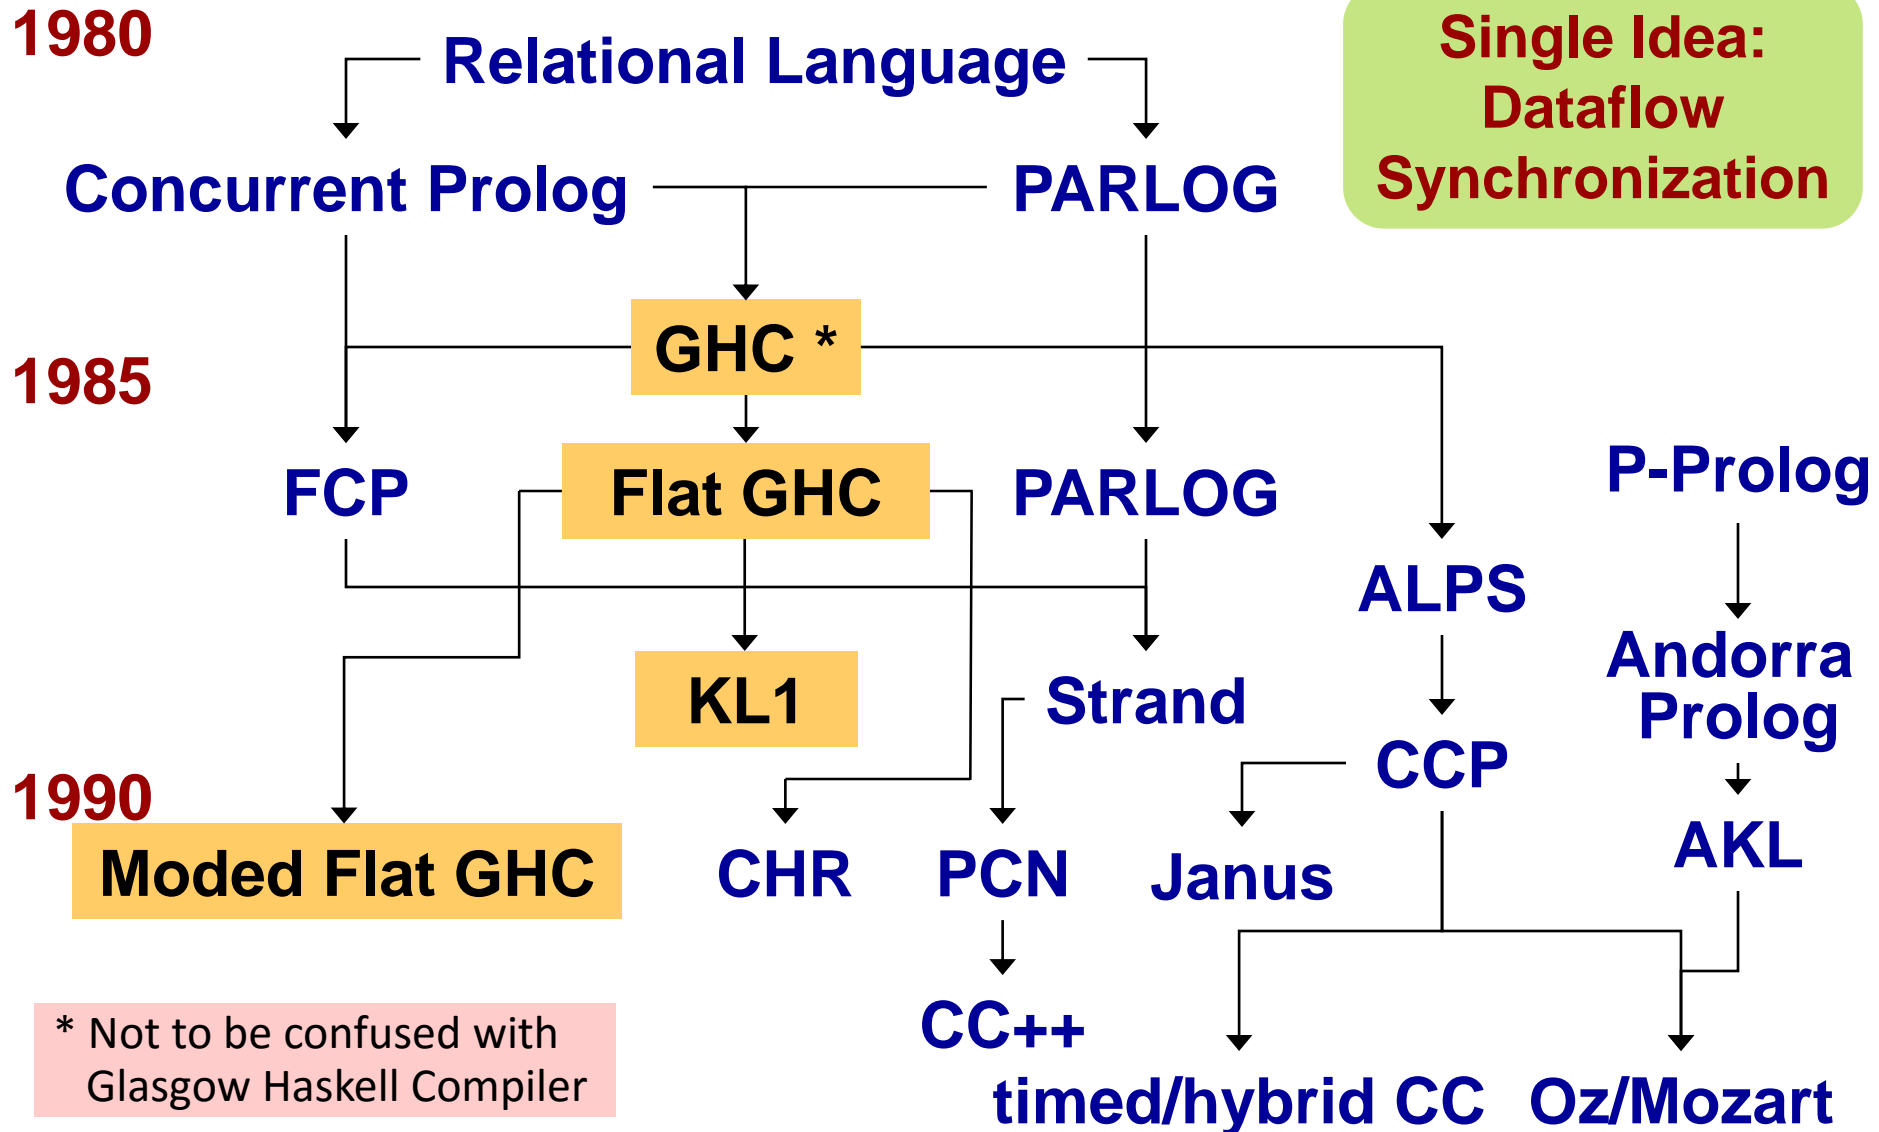 1980
Relational Language
Single Idea:
Dataflow
Synchronization
Concurrent Prolog
PARLOG
GHC *
1985
FCP
Flat GHC
PARLOG
P-Prolog
ALPS
Andorra
Prolog
KL1
Strand
CCP
1990
Moded Flat GHC
CHR
PCN
Janus
AKL
CC++
* Not to be confused with
Glasgow Haskell Compiler
timed/hybrid CC
Oz/Mozart